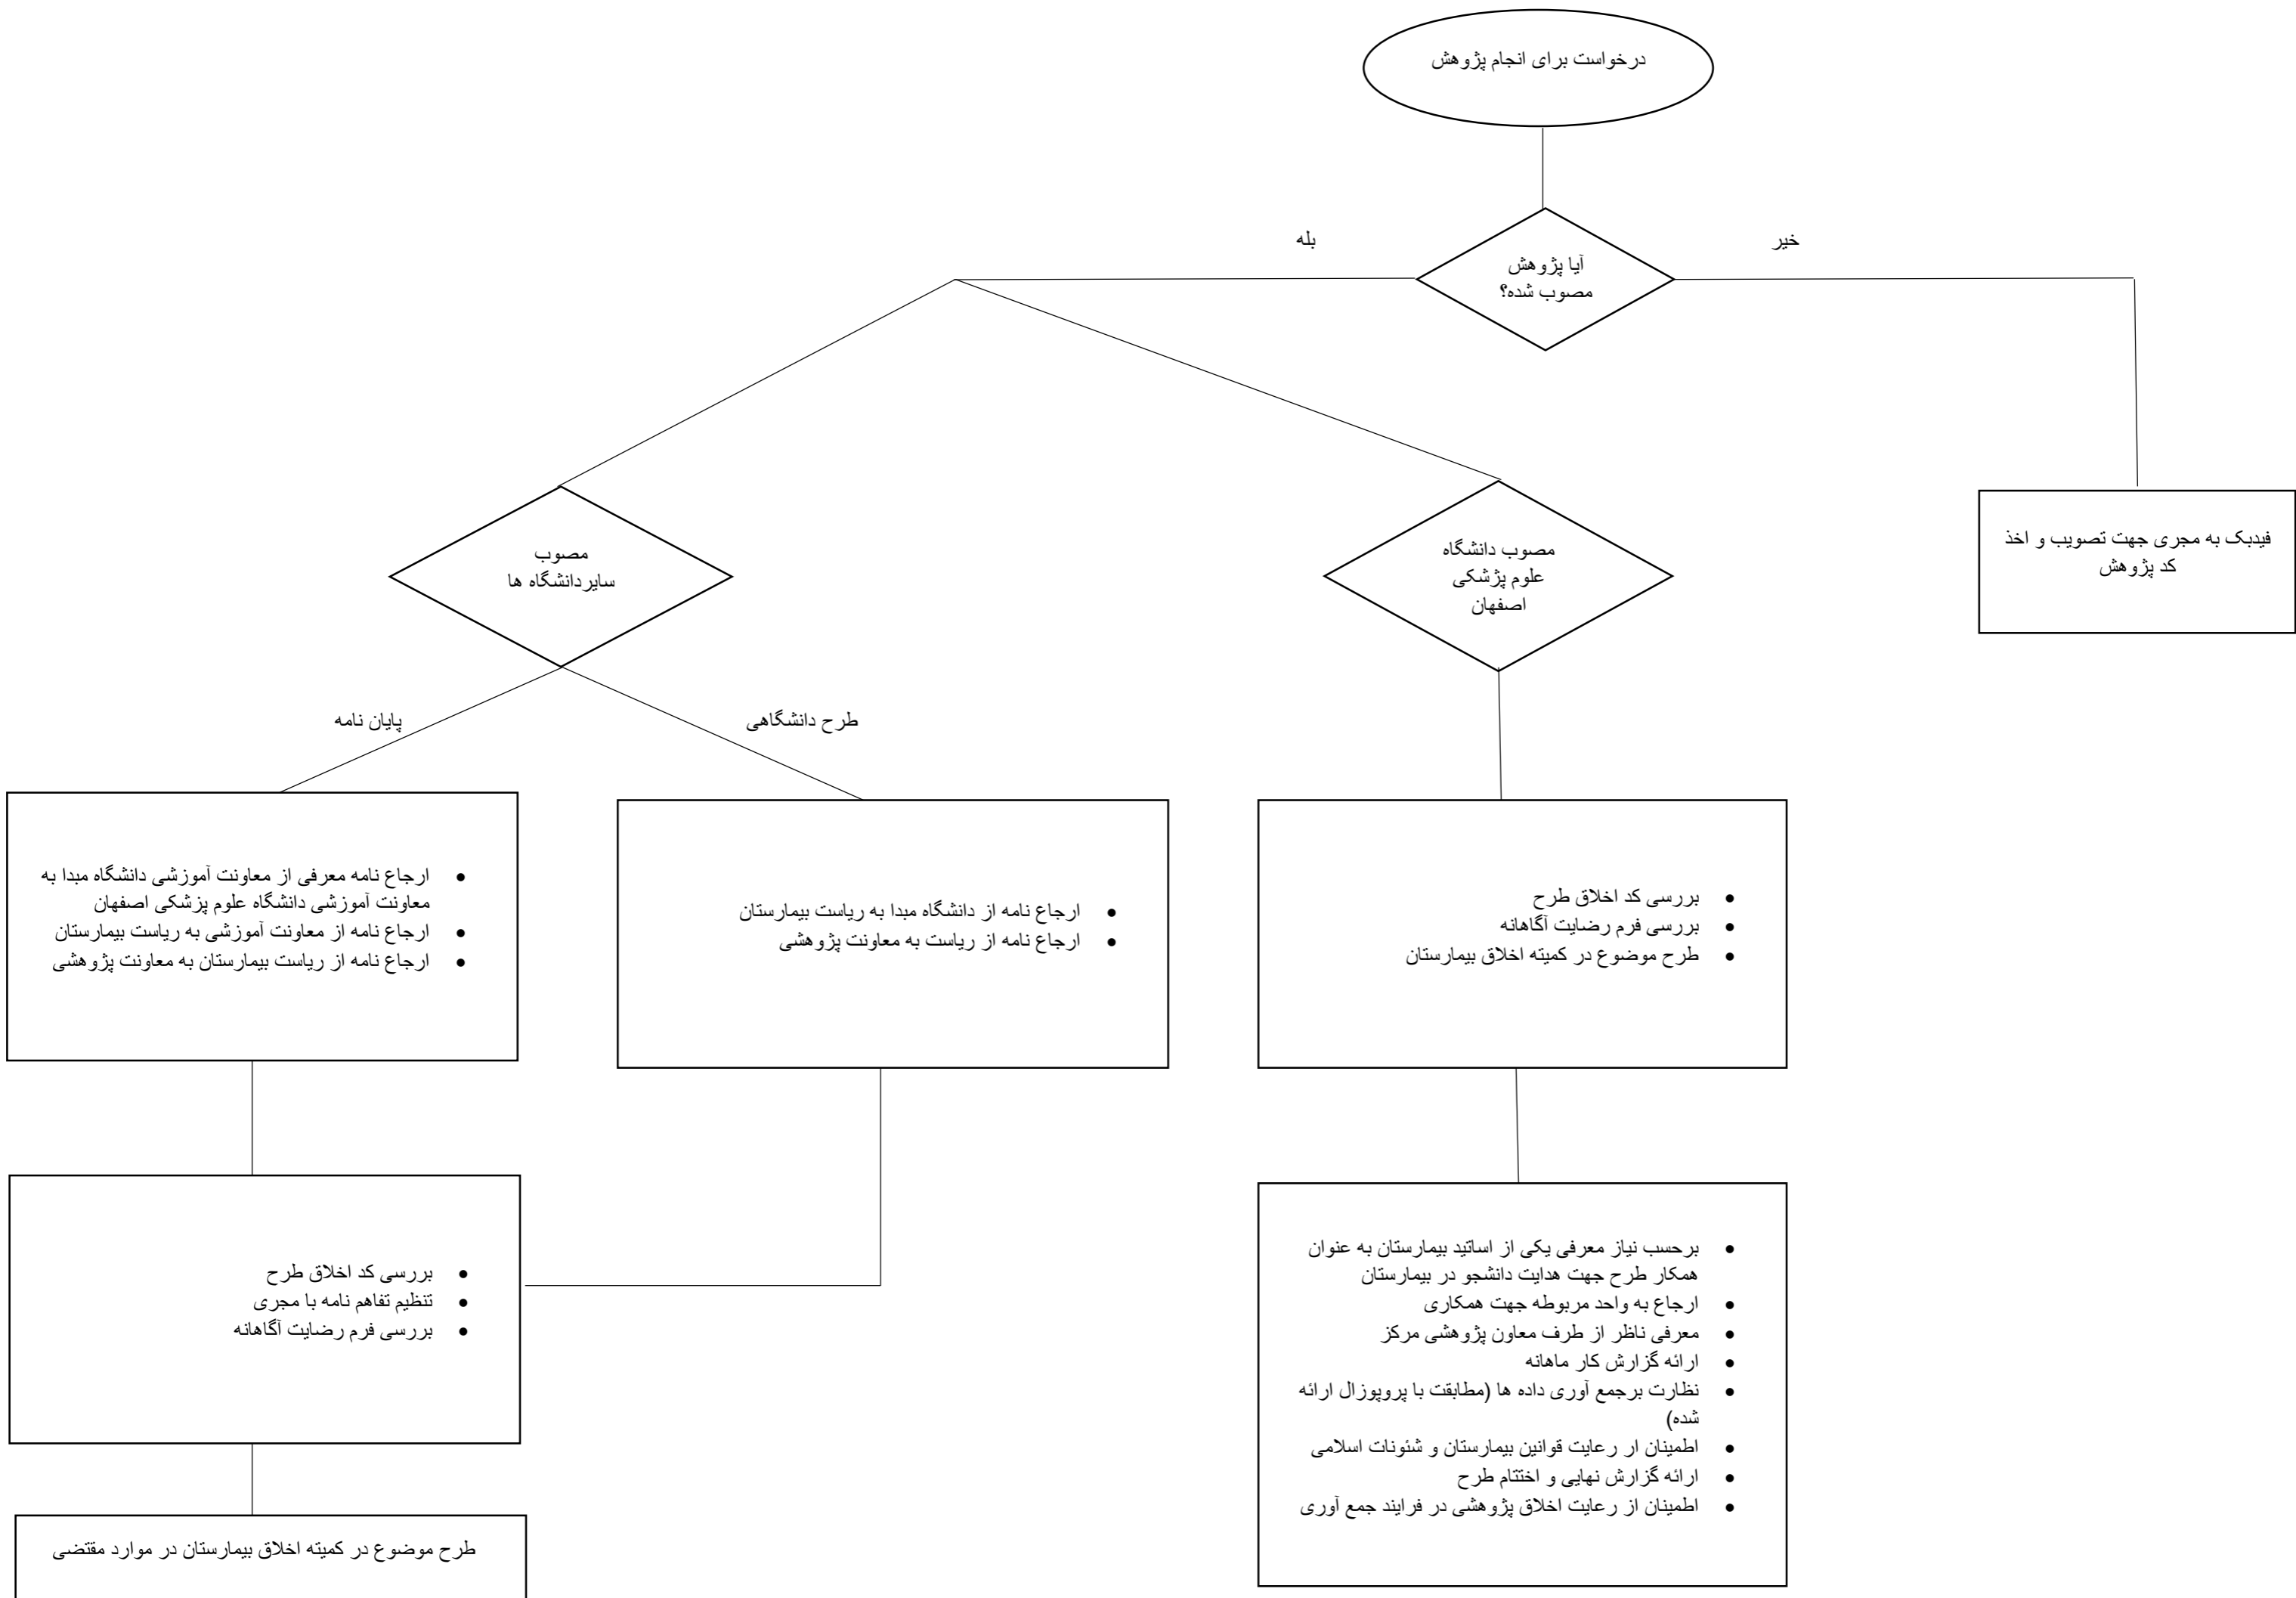 درخواست برای انجام پژوهش
خیر
بله
آیا پژوهش
مصوب شده؟
فیدبک به مجری جهت تصویب و اخذ
کد پژوهش
مصوب دانشگاه
علوم پژشکی
اصفهان
مصوب
سایردانشگاه ها
طرح دانشگاهی
پایان نامه
• بررسی کد اخلاق طرح
• بررسی فرم رضایت آگاهانه
• طرح موضوع در کمیته اخلاق بیمارستان
• ارجاع نامه از دانشگاه مبدا به ریاست بیمارستان
• ارجاع نامه از ریاست به معاونت پژوهشی
• ارجاع نامه معرفی از معاونت آموزشی دانشگاه مبدا به
معاونت آموزشی دانشگاه علوم پزشکی اصفهان
• ارجاع نامه از معاونت آموزشی به ریاست بیمارستان
• ارجاع نامه از ریاست بیمارستان به معاونت پژوهشی
• برحسب نیاز معرفی یکی از اساتید بیمارستان به عنوان
همکار طرح جهت هدایت دانشجو در بیمارستان
• ارجاع به واحد مربوطه جهت همکاری
• معرفی ناظر از طرف معاون پژوهشی مرکز
• ارائه گزارش کار ماهانه
• نظارت برجمع آوری داده ها (مطابقت با پروپوزال ارائه
شده)
• اطمینان ار رعایت قوانین بیمارستان و شئونات اسلامی
• ارائه گزارش نهایی و اختتام طرح
• اطمینان از رعایت اخلاق پژوهشی در فرایند جمع آوری
• بررسی کد اخلاق طرح
• تنظیم تفاهم نامه با مجری
• بررسی فرم رضایت آگاهانه
طرح موضوع در کمیته اخلاق بیمارستان در موارد مقتضی